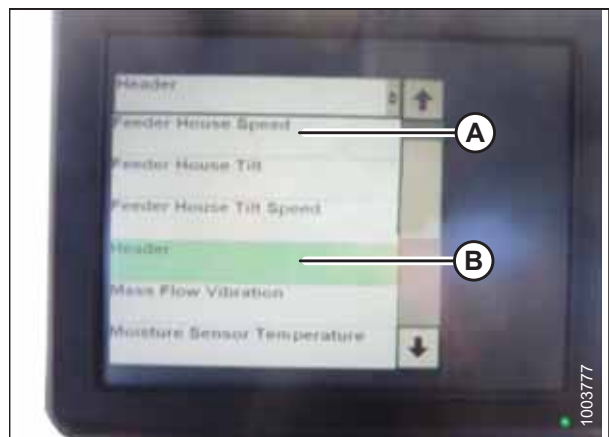 Header
Feeder House Speed
A
Feeder House Tilt
Feeder House Tilt Speed
Header
B
Mass Flow Vibration
Moisture Sensor Temperature
1003777